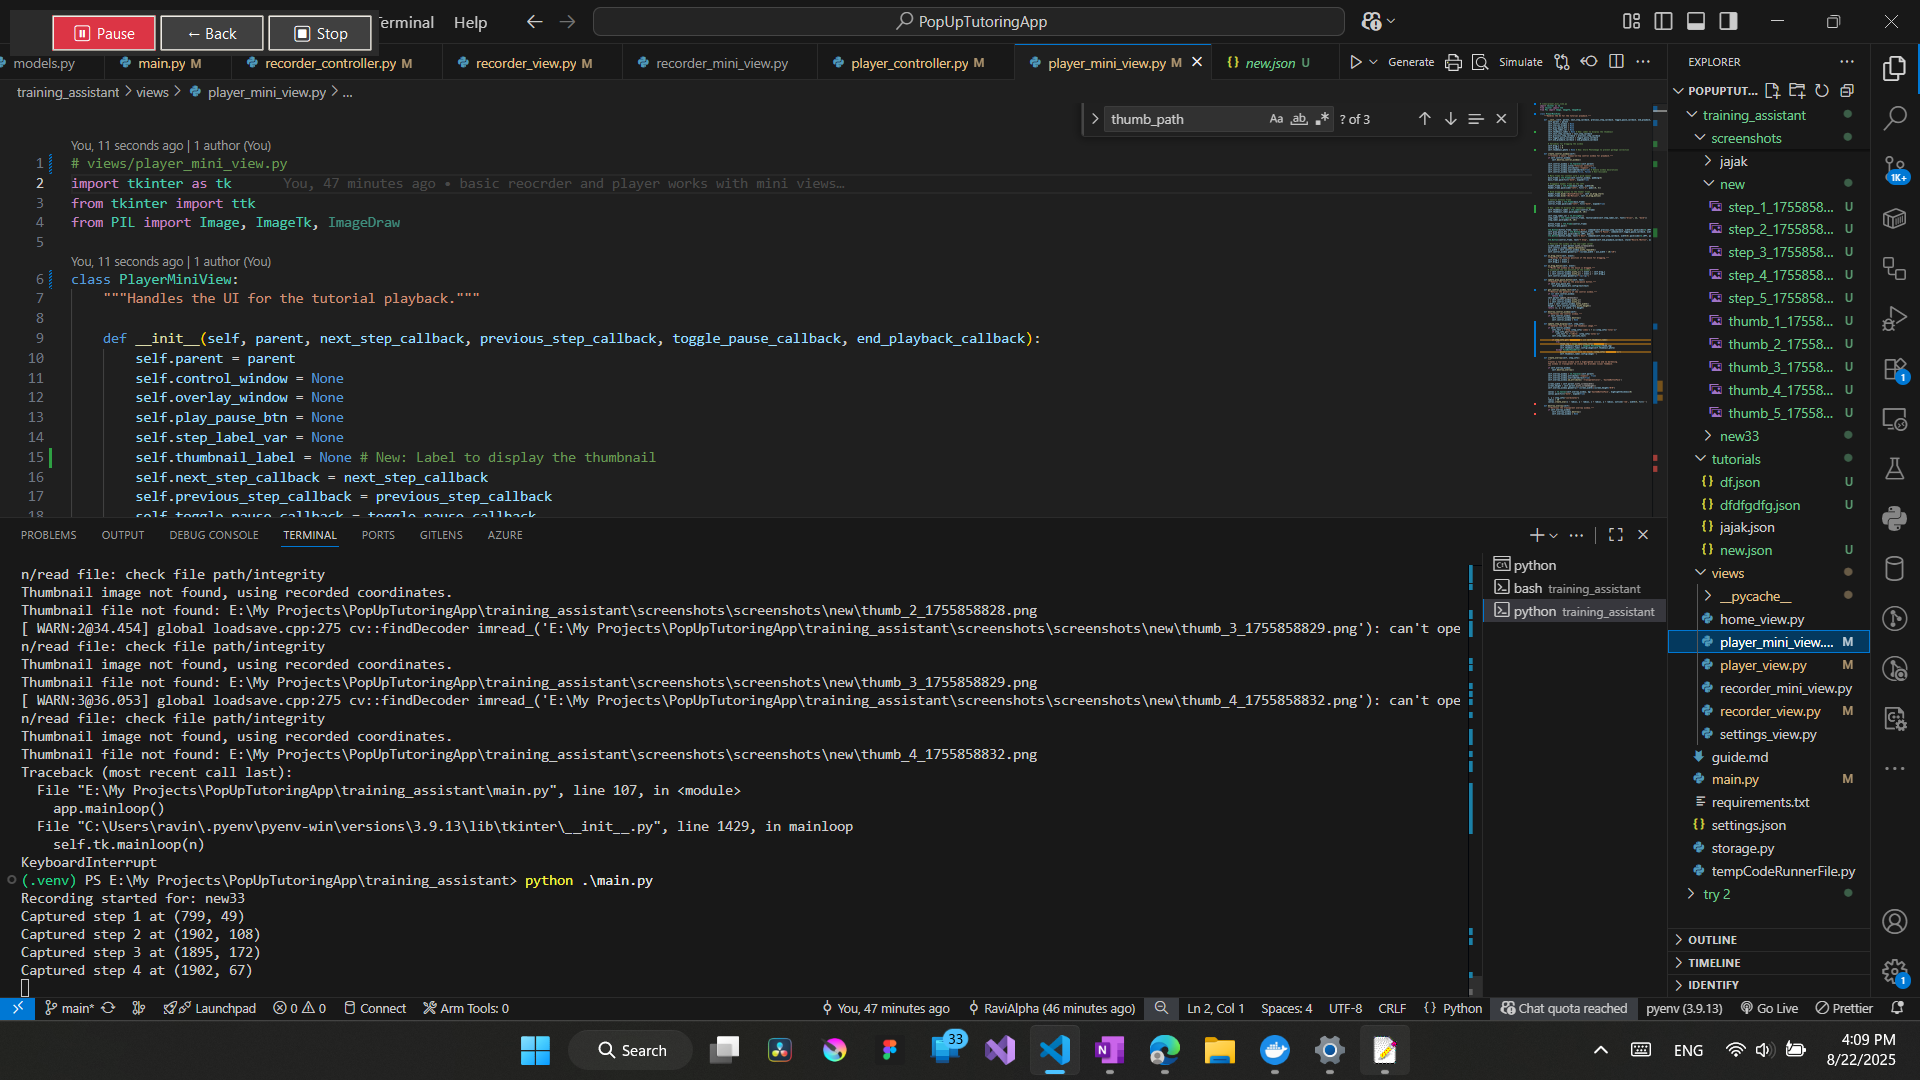 Pause
← Back
Stop
Terminal
Help
PopUpTutoringApp
models.py
main.py M
recorder_controller.py M
recorder_view.py M
recorder_mini_view.py
player_controller.py M
player_mini_view.py M
{} new.json U
Generate
Simulate
training_assistant > views > player_mini_view.py > ...
thumb_path
Aa ab
? of 3
You, 11 seconds ago | 1 author (You)
1 # views/player_mini_view.py
2 import tkinter as tk You, 47 minutes ago • basic reocrder and player works with mini views…
3 from tkinter import ttk
4 from PIL import Image, ImageTk, ImageDraw
5
You, 11 seconds ago | 1 author (You)
6 class PlayerMiniView:
7 """Handles the UI for the tutorial playback."""
8
9 def __init__(self, parent, next_step_callback, previous_step_callback, toggle_pause_callback, end_playback_callback):
10 self.parent = parent
11 self.control_window = None
12 self.overlay_window = None
13 self.play_pause_btn = None
14 self.step_label_var = None
15 self.thumbnail_label = None # New: Label to display the thumbnail
16 self.next_step_callback = next_step_callback
17 self.previous_step_callback = previous_step_callback
18 self.toggle_pause_callback = toggle_pause_callback
PROBLEMS
OUTPUT
DEBUG CONSOLE
TERMINAL
PORTS
GITLENS
AZURE
n/read file: check file path/integrity
Thumbnail image not found, using recorded coordinates.
Thumbnail file not found: E:\My Projects\PopUpTutoringApp\training_assistant\screenshots\screenshots\new\thumb_2_1755858828.png
[ WARN:2@34.454] global loadsave.cpp:275 cv::findDecoder imread_('E:\My Projects\PopUpTutoringApp\training_assistant\screenshots\screenshots\new\thumb_3_1755858829.png'): can't ope
n/read file: check file path/integrity
Thumbnail image not found, using recorded coordinates.
Thumbnail file not found: E:\My Projects\PopUpTutoringApp\training_assistant\screenshots\screenshots\new\thumb_3_1755858829.png
[ WARN:3@36.053] global loadsave.cpp:275 cv::findDecoder imread_('E:\My Projects\PopUpTutoringApp\training_assistant\screenshots\screenshots\new\thumb_4_1755858832.png'): can't ope
n/read file: check file path/integrity
Thumbnail image not found, using recorded coordinates.
Thumbnail file not found: E:\My Projects\PopUpTutoringApp\training_assistant\screenshots\screenshots\new\thumb_4_1755858832.png
Traceback (most recent call last):
File "E:\My Projects\PopUpTutoringApp\training_assistant\main.py", line 107, in <module>
app.mainloop()
File "C:\Users\ravin\.pyenv\pyenv-win\versions\3.9.13\lib\tkinter\__init__.py", line 1429, in mainloop
self.tk.mainloop(n)
KeyboardInterrupt
(.venv) PS E:\My Projects\PopUpTutoringApp\training_assistant> python .\main.py
Recording started for: new33
Captured step 1 at (799, 49)
Captured step 2 at (1902, 108)
Captured step 3 at (1895, 172)
Captured step 4 at (1902, 67)
python
bash training_assistant
python training_assistant
EXPLORER
POPUPTUT...
training_assistant
screenshots
jajak
new
step_1_1755858... U
step_2_1755858... U
step_3_1755858... U
step_4_1755858... U
step_5_1755858... U
thumb_1_17558... U
thumb_2_17558... U
thumb_3_17558... U
thumb_4_17558... U
thumb_5_17558... U
new33
tutorials
{} df.json U
{} dfdfgdfg.json U
{} jajak.json
{} new.json U
views
__pycache__
home_view.py
player_mini_view.... M
player_view.py M
recorder_mini_view.py
recorder_view.py M
settings_view.py
guide.md
main.py M
requirements.txt
{} settings.json
storage.py
tempCodeRunnerFile.py
try 2
OUTLINE
TIMELINE
IDENTIFY
1K+
1
1
main*
Launchpad
0 0
Connect
Arm Tools: 0
You, 47 minutes ago
RaviAlpha (46 minutes ago)
Ln 2, Col 1
Spaces: 4
UTF-8
CRLF
{} Python
Chat quota reached
pyenv (3.9.13)
Go Live
Prettier
Search
33
ENG
4:09 PM
8/22/2025